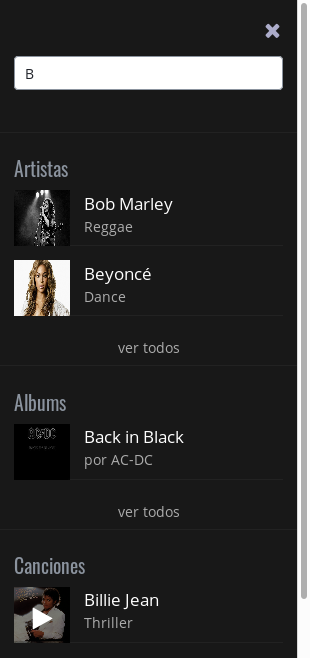 B
Artistas
Bob Marley
Reggae
Beyoncé
Dance
ver todos
Albums
AC/DC
Back in Black
por AC-DC
ver todos
Canciones
Billie Jean
Thriller